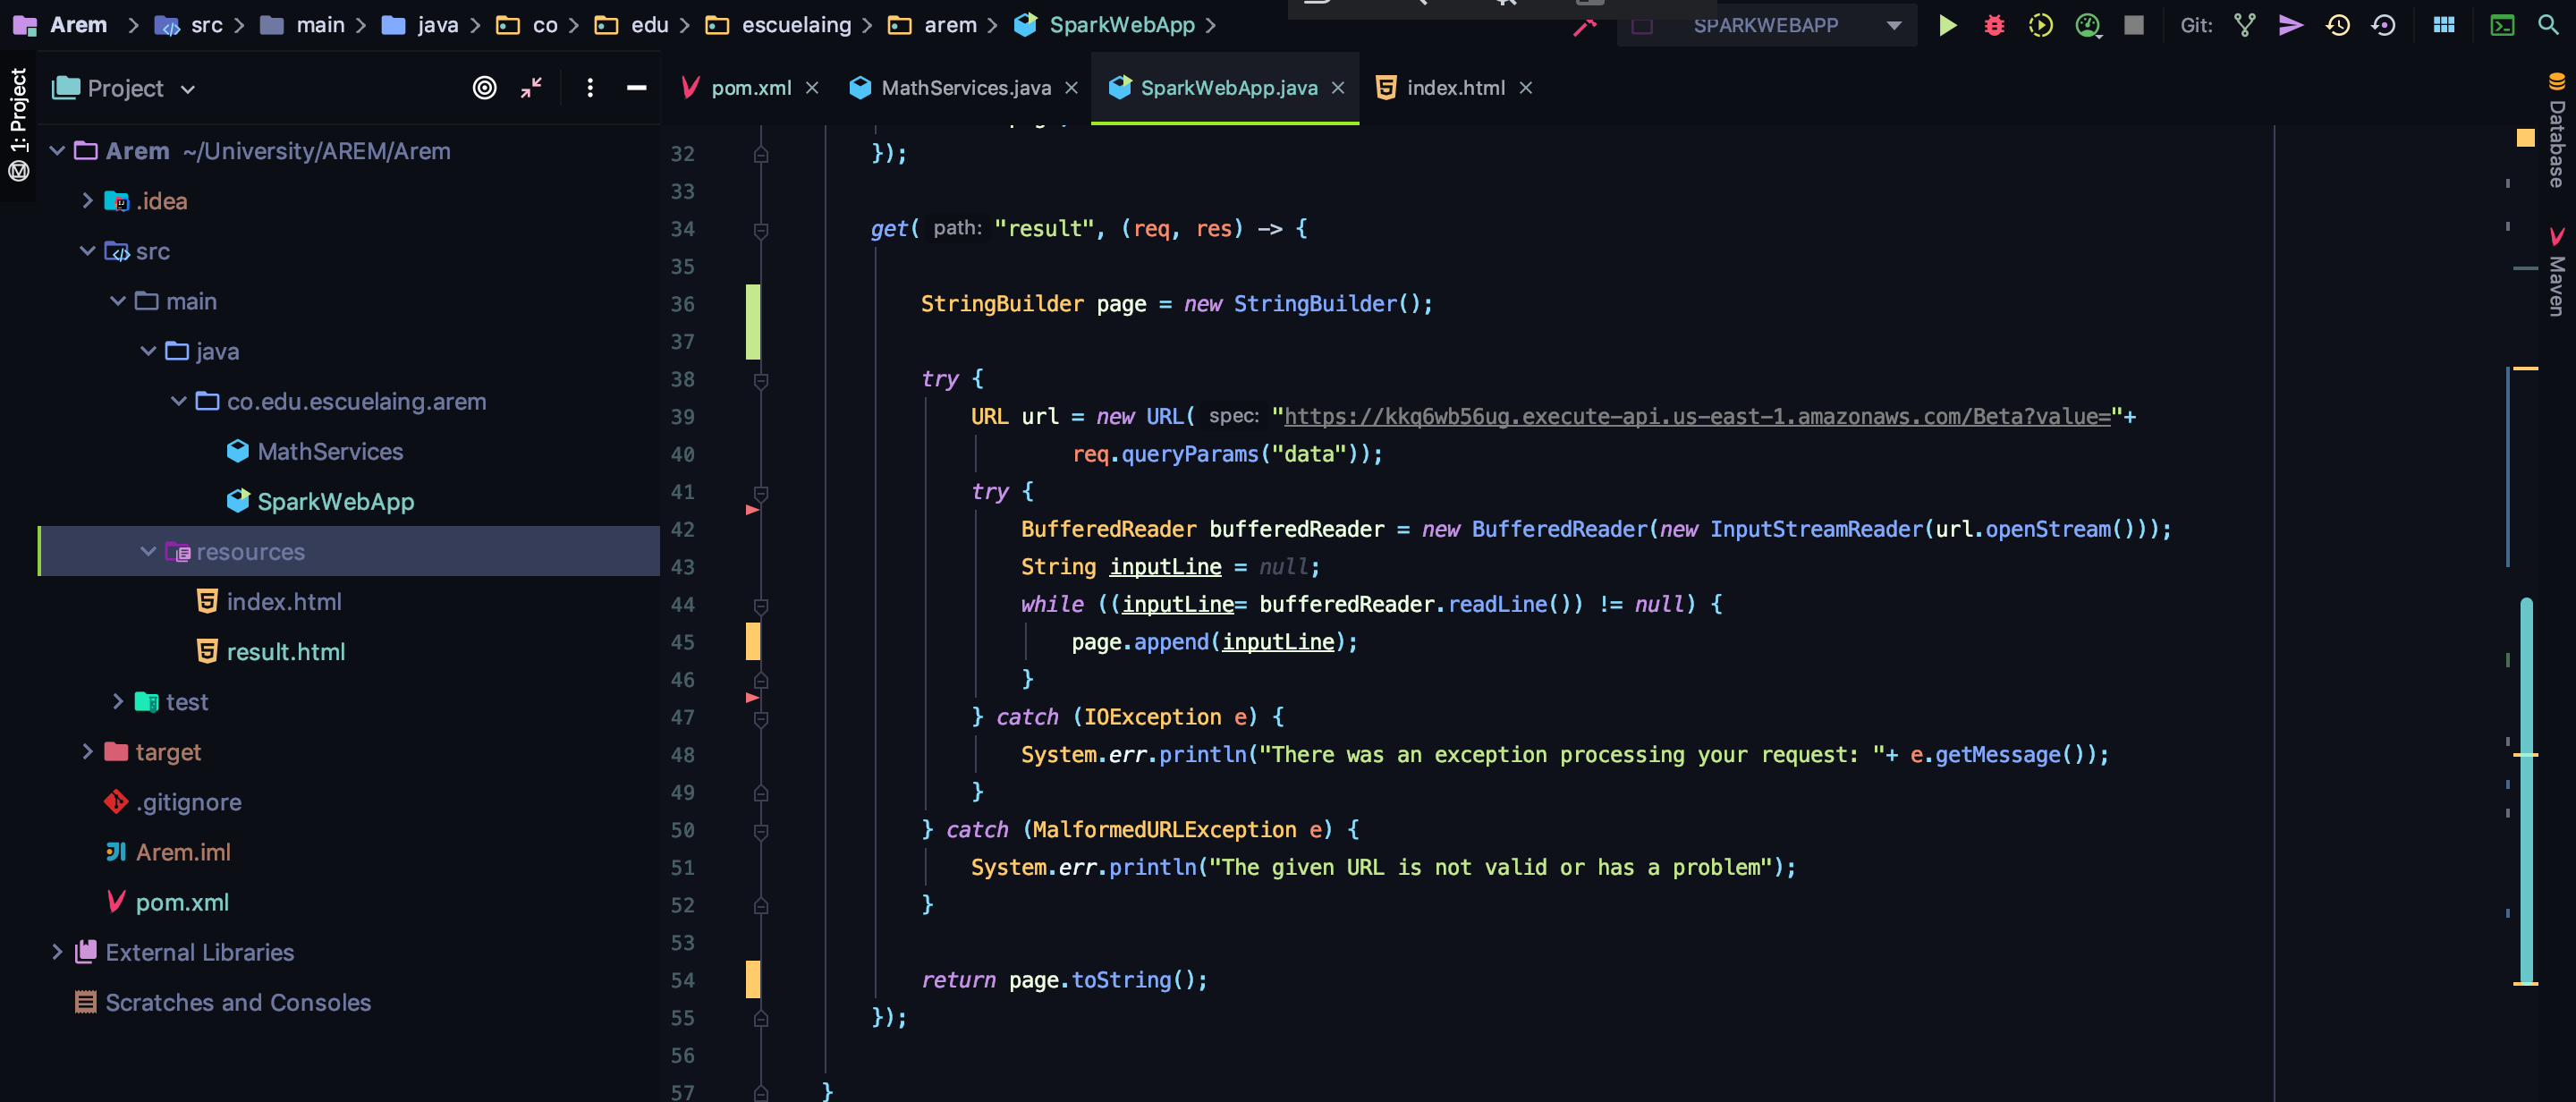 Arem src main java co edu escuelaing arem SparkWebApp
SPARKWEBAPP
Git:
1: Project
Project
pom.xml
MathServices.java
SparkWebApp.java
index.html
Database
Maven
Arem ~/University/AREM/Arem
.idea
src
main
java
co.edu.escuelaing.arem
MathServices
SparkWebApp
resources
index.html
result.html
test
target
.gitignore
Arem.iml
pom.xml
External Libraries
Scratches and Consoles
32 });
33
34 get( path: "result", (req, res) -> {
35
36 StringBuilder page = new StringBuilder();
37
38 try {
39 URL url = new URL( spec: "https://kkq6wb56ug.execute-api.us-east-1.amazonaws.com/Beta?value="+
40 req.queryParams("data"));
41 try {
42 BufferedReader bufferedReader = new BufferedReader(new InputStreamReader(url.openStream()));
43 String inputLine = null;
44 while ((inputLine= bufferedReader.readLine()) != null) {
45 page.append(inputLine);
46 }
47 } catch (IOException e) {
48 System.err.println("There was an exception processing your request: "+ e.getMessage());
49 }
50 } catch (MalformedURLException e) {
51 System.err.println("The given URL is not valid or has a problem");
52 }
53
54 return page.toString();
55 });
56
57 }